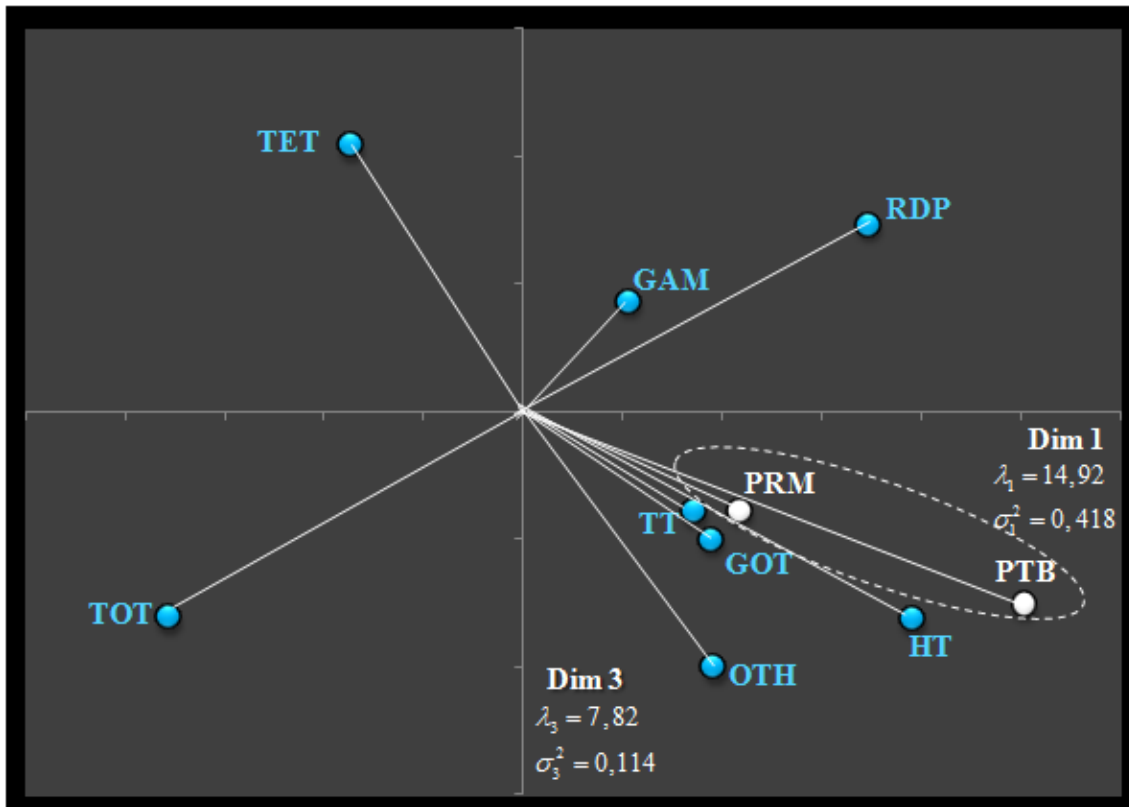 TET
RDP
GAM
Dim 1
λ₁ = 14,92
σ₁² = 0,418
PRM
TT
GOT
PTB
TOT
HT
OTH
Dim 3
λ₃ = 7,82
σ₃² = 0,114